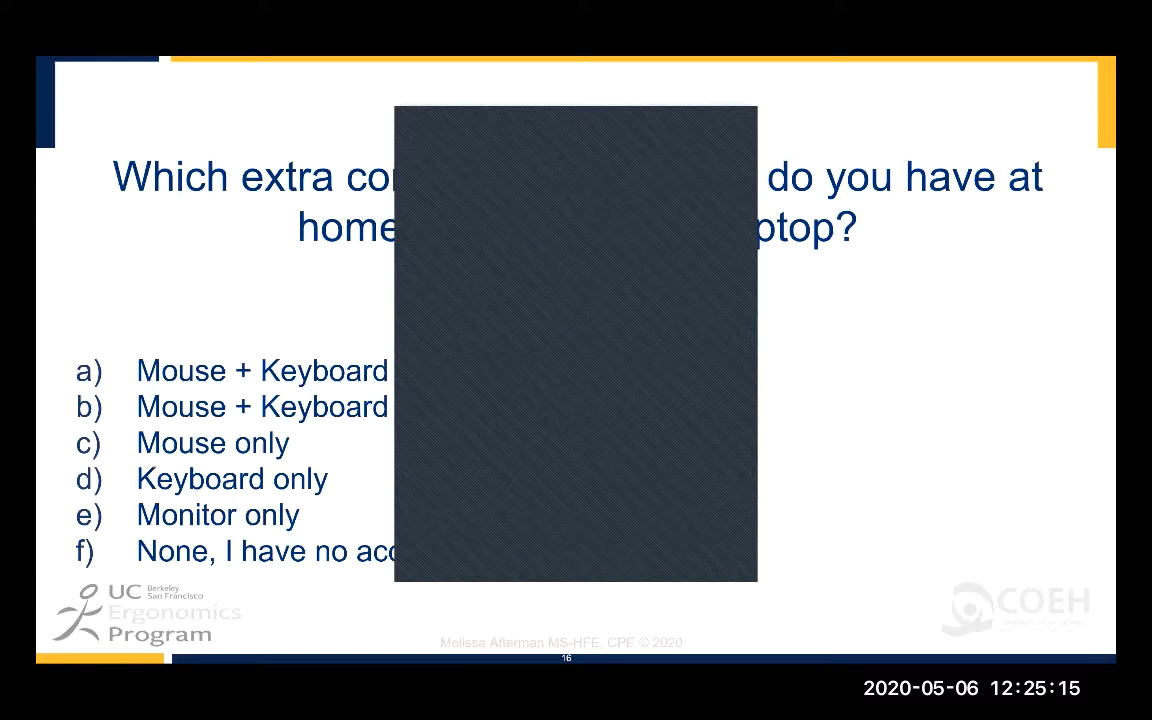 Which extra co do you have at
home ptop?
a) Mouse + Keyboard
b) Mouse + Keyboard
c) Mouse only
d) Keyboard only
e) Monitor only
f) None, I have no acc
UC Berkeley
San Francisco
Ergonomics
Program
COEH
Melissa Afterman MS-HFE, CPE © 2020
16
2020-05-06 12:25:15